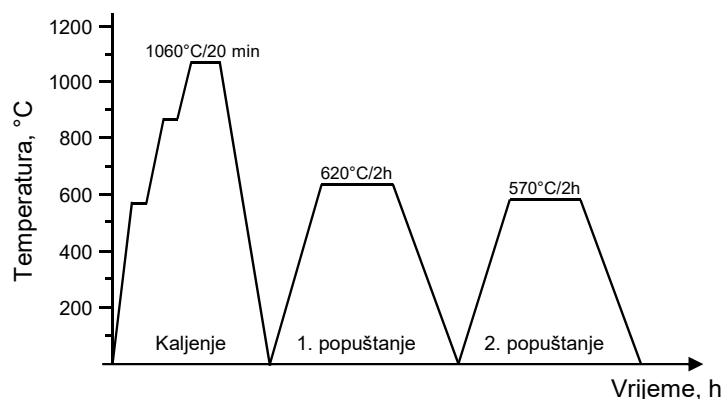 Temperatura, °C
1200
1000
800
600
400
200
1060°C/20 min
620°C/2h
570°C/2h
Kaljenje
1. popuštanje
2. popuštanje
Vrijeme, h